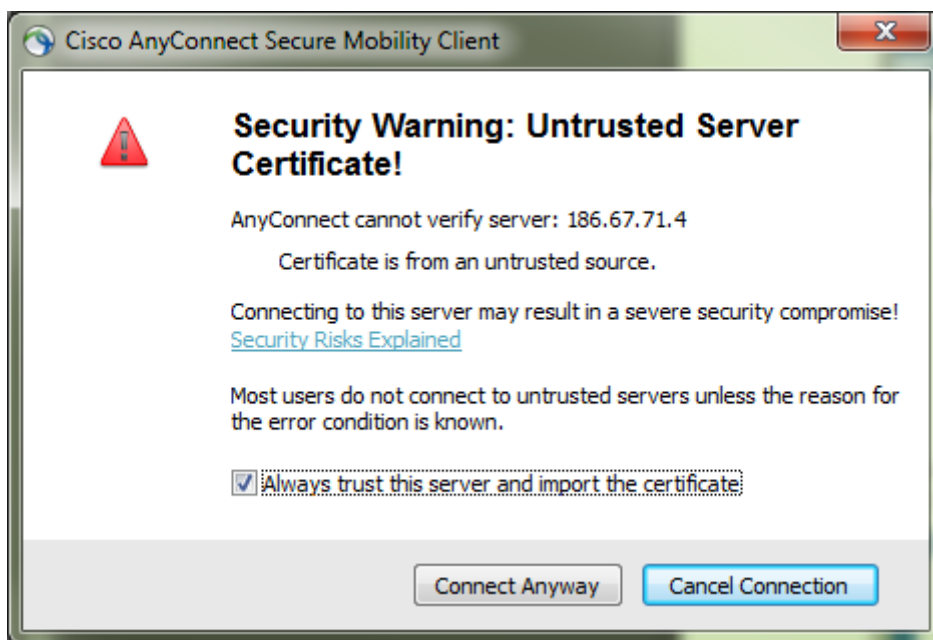 Cisco AnyConnect Secure Mobility Client
Security Warning: Untrusted Server
Certificate!
AnyConnect cannot verify server: 186.67.71.4
Certificate is from an untrusted source.
Connecting to this server may result in a severe security compromise!
Security Risks Explained
Most users do not connect to untrusted servers unless the reason for
the error condition is known.
Always trust this server and import the certificate
Connect Anyway
Cancel Connection